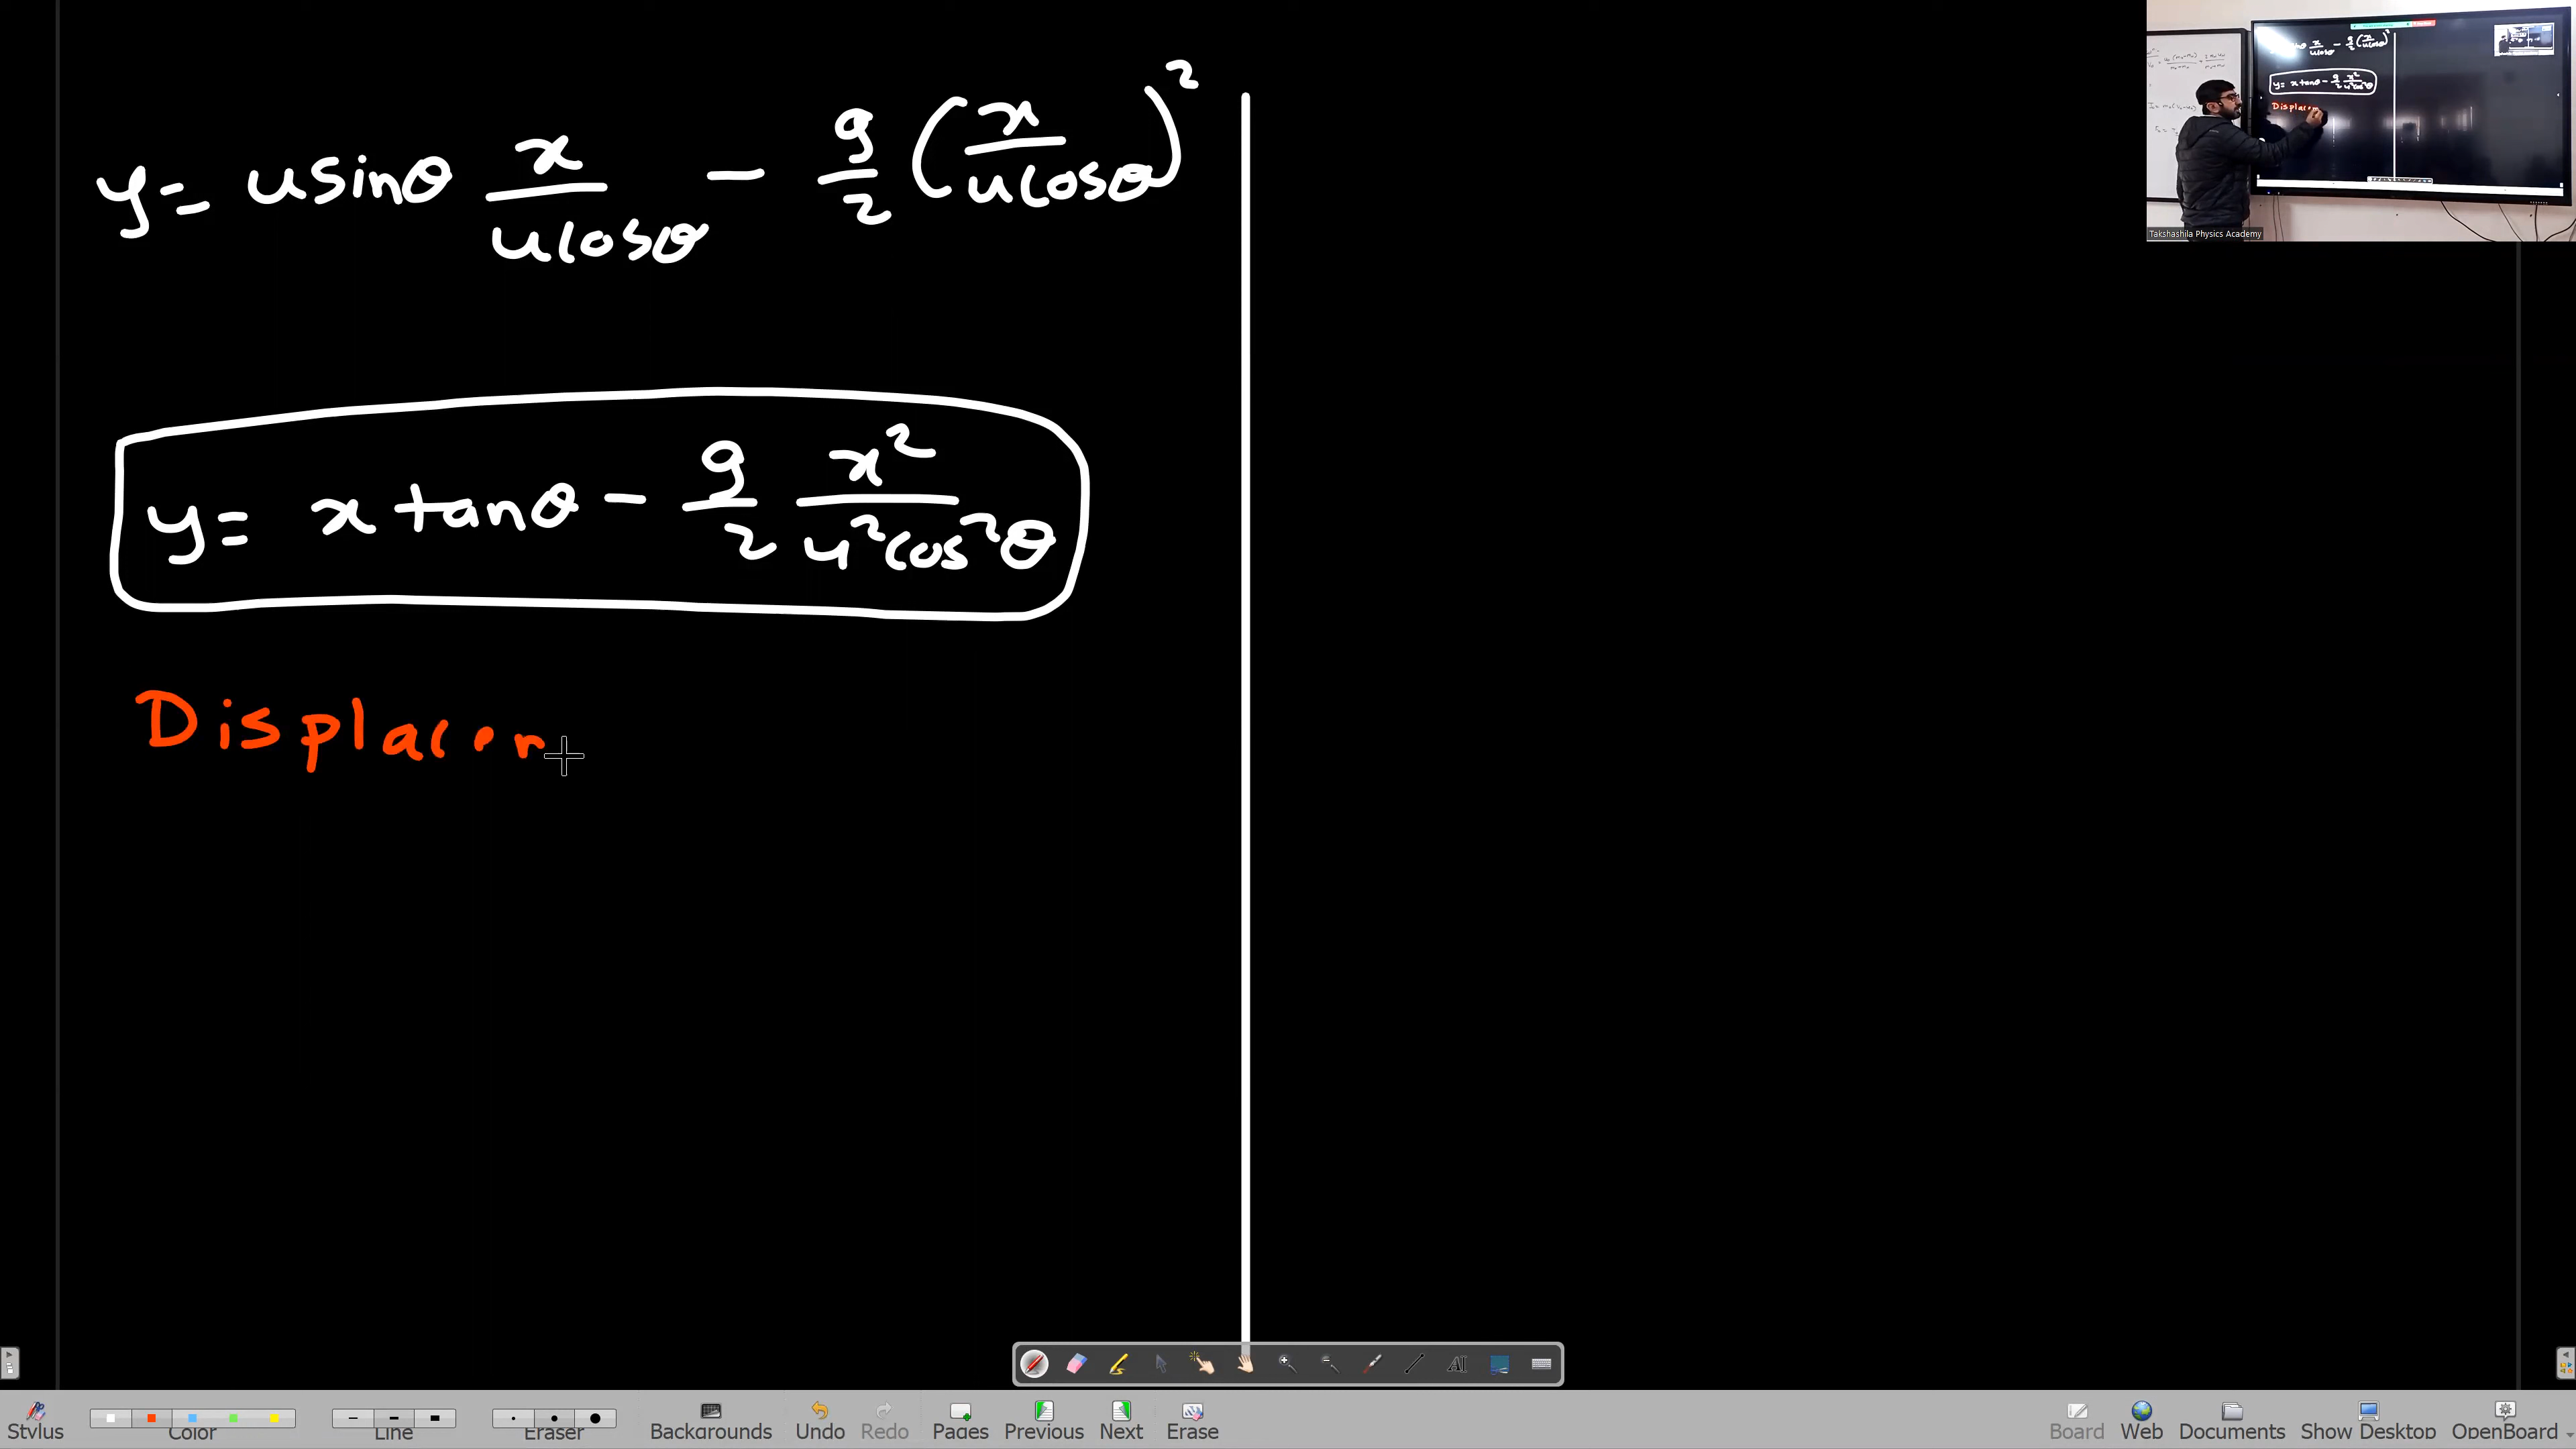 y = usinθ x/ucosθ - g/2 (x/ucosθ)²
y = x tanθ - g/2 x²/u²cos²θ
Displacem
Takshashila Physics Academy
Stylus Color Line Eraser Backgrounds Undo Redo Pages Previous Next Erase Board Web Documents Show Desktop OpenBoard